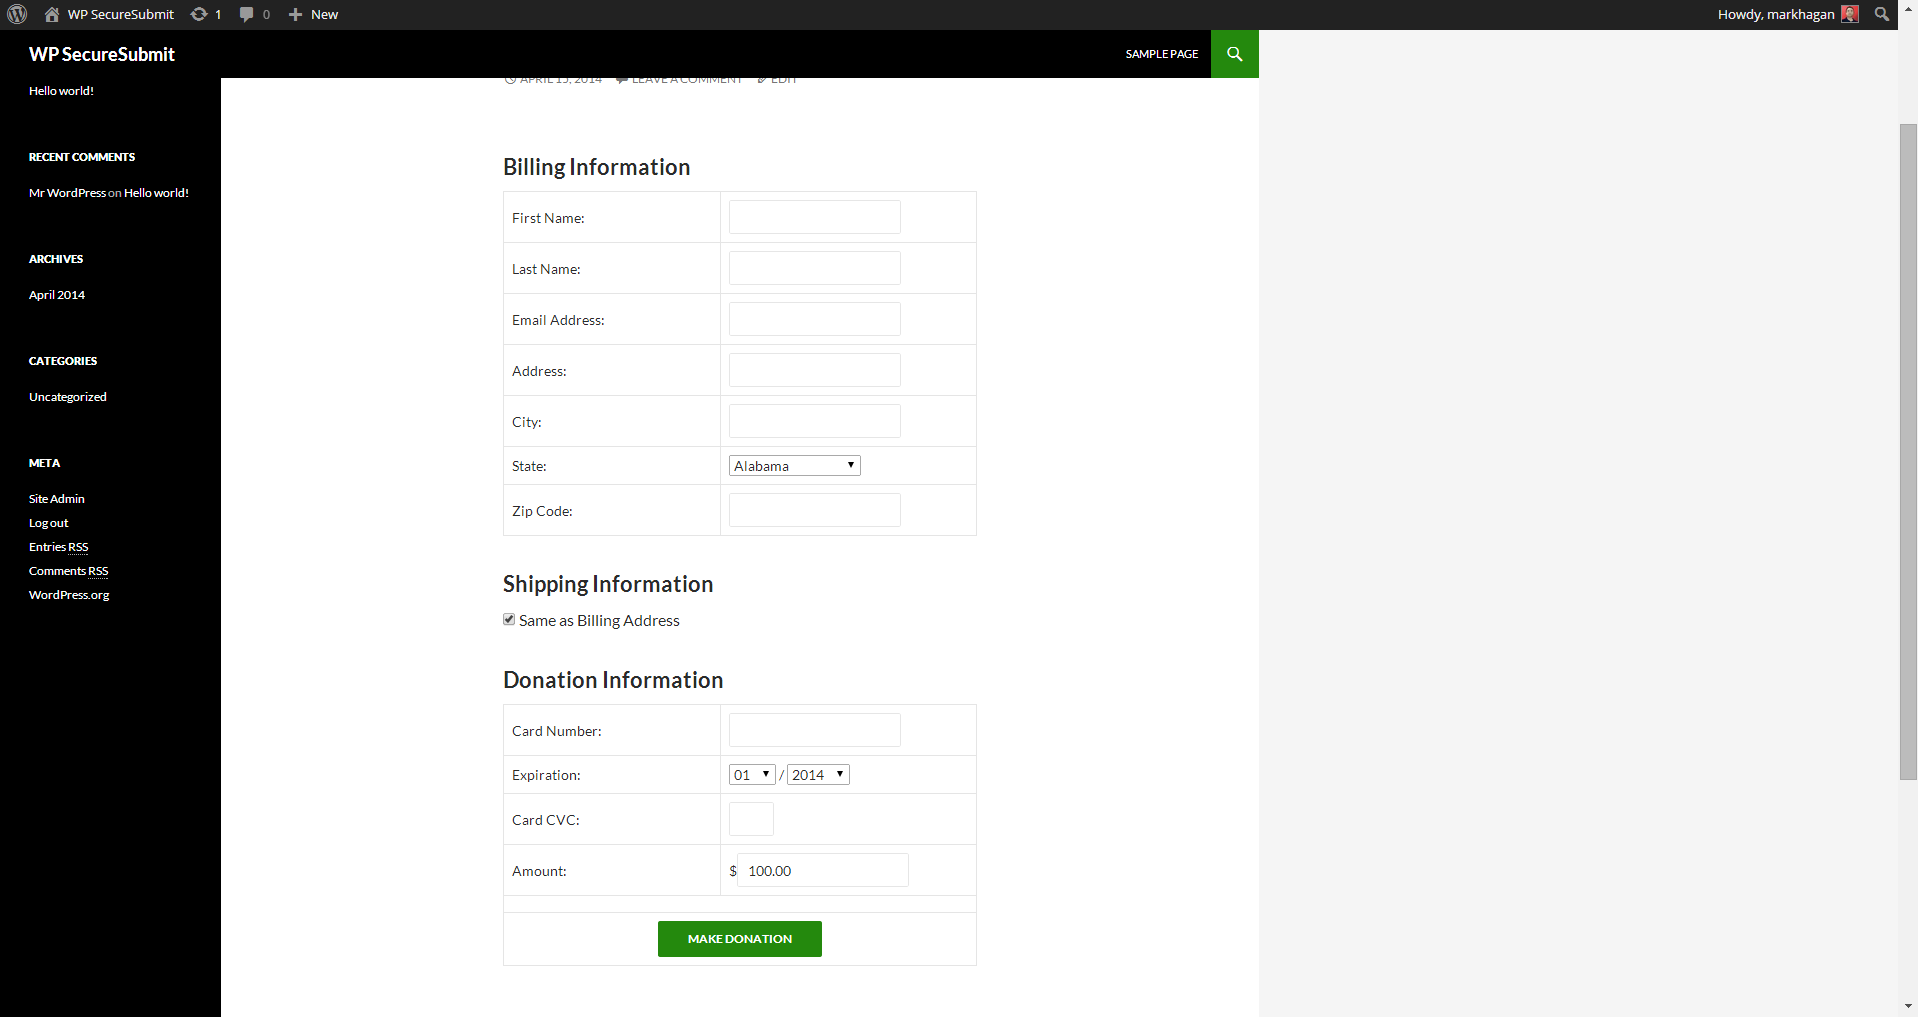 WP SecureSubmit 1 0 New Howdy, markhagan
WP SecureSubmit SAMPLE PAGE
APRIL 15, 2014 LEAVE A COMMENT EDIT
Hello world!
RECENT COMMENTS
Mr WordPress on Hello world!
ARCHIVES
April 2014
CATEGORIES
Uncategorized
META
Site Admin
Log out
Entries RSS
Comments RSS
WordPress.org
Billing Information
First Name:
Last Name:
Email Address:
Address:
City:
State: Alabama
Zip Code:
Shipping Information
Same as Billing Address
Donation Information
Card Number:
Expiration: 01 / 2014
Card CVC:
Amount: $ 100.00
MAKE DONATION